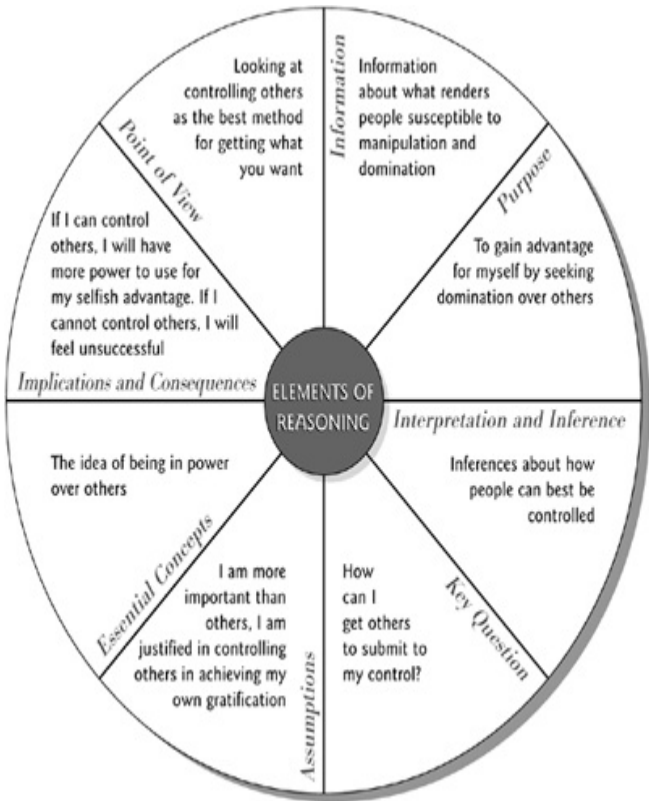 Point of View
Looking at
controlling others
as the best method
for getting what
you want
Information
Information
about what renders
people susceptible to
manipulation and
domination
Purpose
To gain advantage
for myself by seeking
domination over others
Interpretation and Inference
Inferences about how
people can best be
controlled
Key Question
How
can I
get others
to submit to
my control?
Assumptions
I am more
important than
others, I am
justified in controlling
others in achieving my
own gratification
Essential Concepts
The idea of being in power
over others
Implications and Consequences
If I can control
others, I will have
more power to use for
my selfish advantage. If I
cannot control others, I will
feel unsuccessful
ELEMENTS OF
REASONING